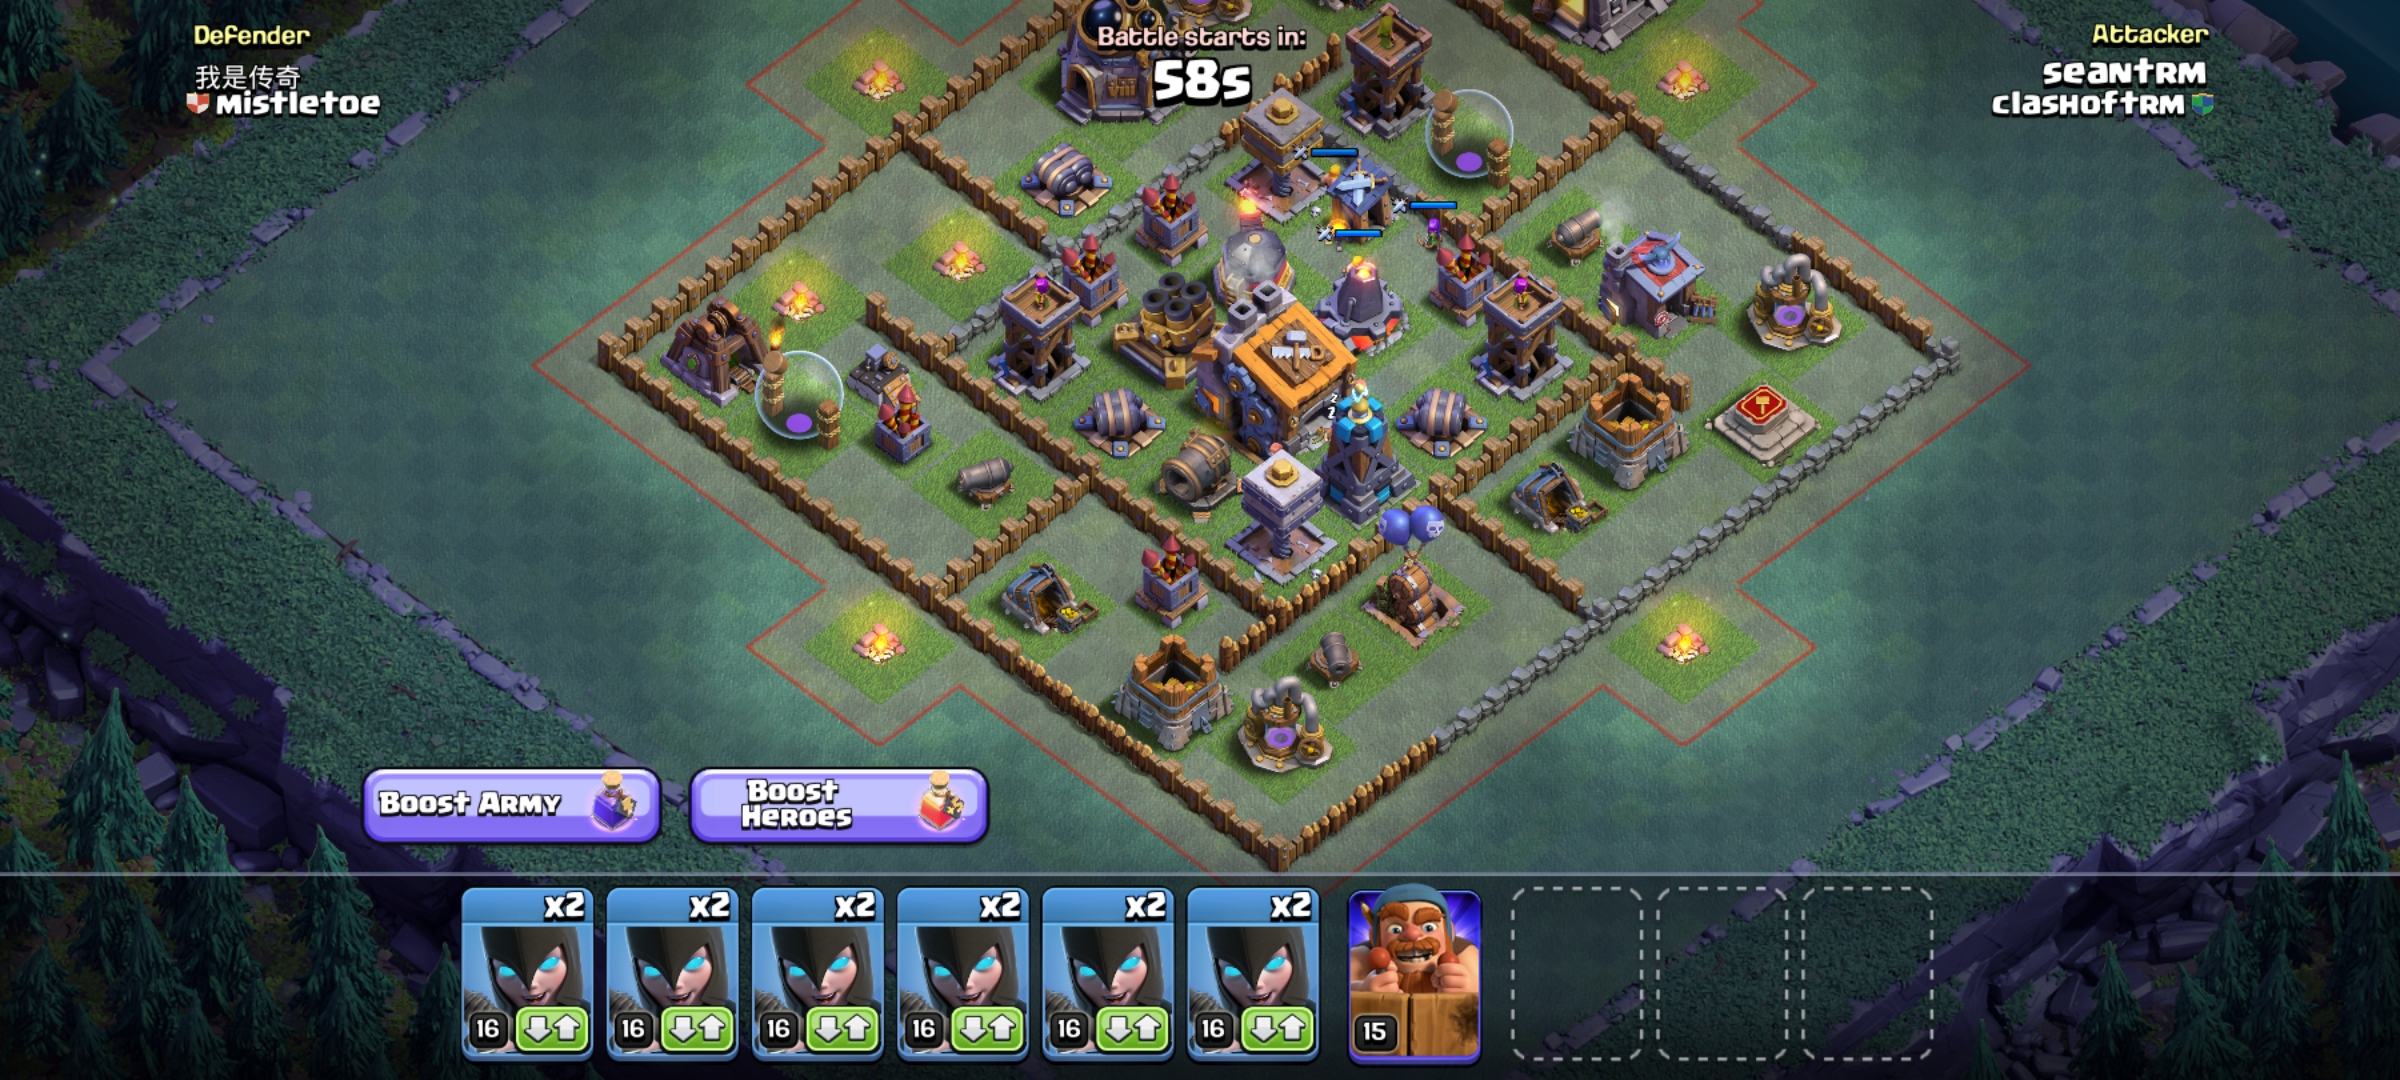 Defender
我是传奇
mistletoe
Battle starts in:
58s
Attacker
seantrm
clashoftrm
VIII
Boost Army
Boost
Heroes
x2
x2
x2
x2
x2
x2
16
16
16
16
16
16
15